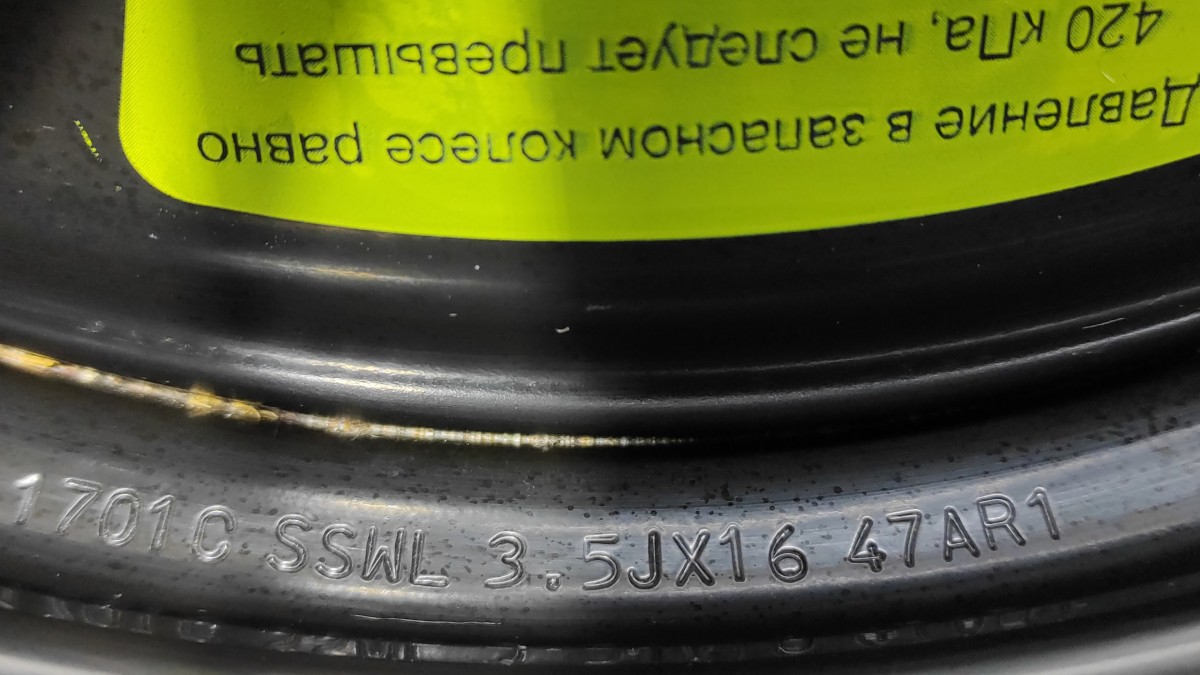 Давление в запасном колесе равно
420 кПа, не следует превышать
1701C SSWL 3.5JX16 47AR1